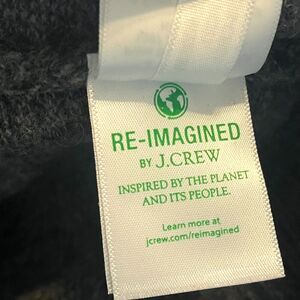 RE-IMAGINED
BY J.CREW
INSPIRED BY THE PLANET
AND ITS PEOPLE.
Learn more at
jcrew.com/reimagined